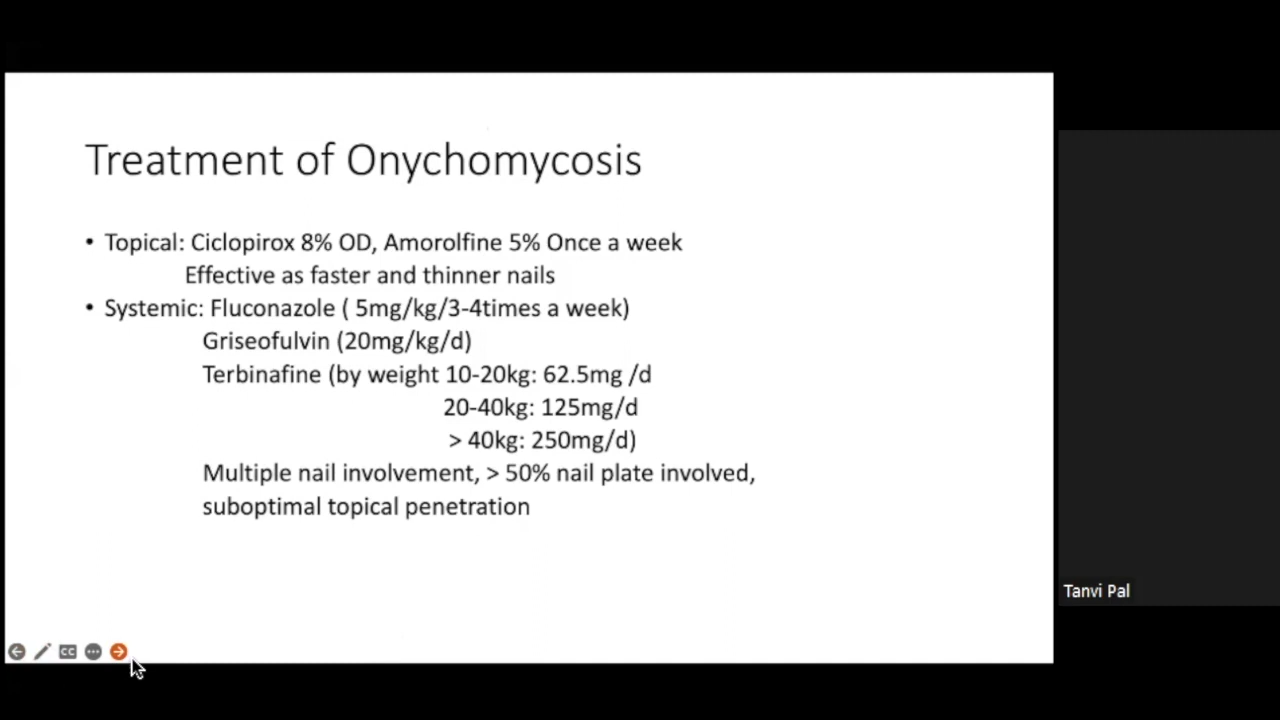 Treatment of Onychomycosis
• Topical: Ciclopirox 8% OD, Amorolfine 5% Once a week
Effective as faster and thinner nails
• Systemic: Fluconazole ( 5mg/kg/3-4times a week)
Griseofulvin (20mg/kg/d)
Terbinafine (by weight 10-20kg: 62.5mg /d
20-40kg: 125mg/d
> 40kg: 250mg/d)
Multiple nail involvement, > 50% nail plate involved,
suboptimal topical penetration
CC
Tanvi Pal